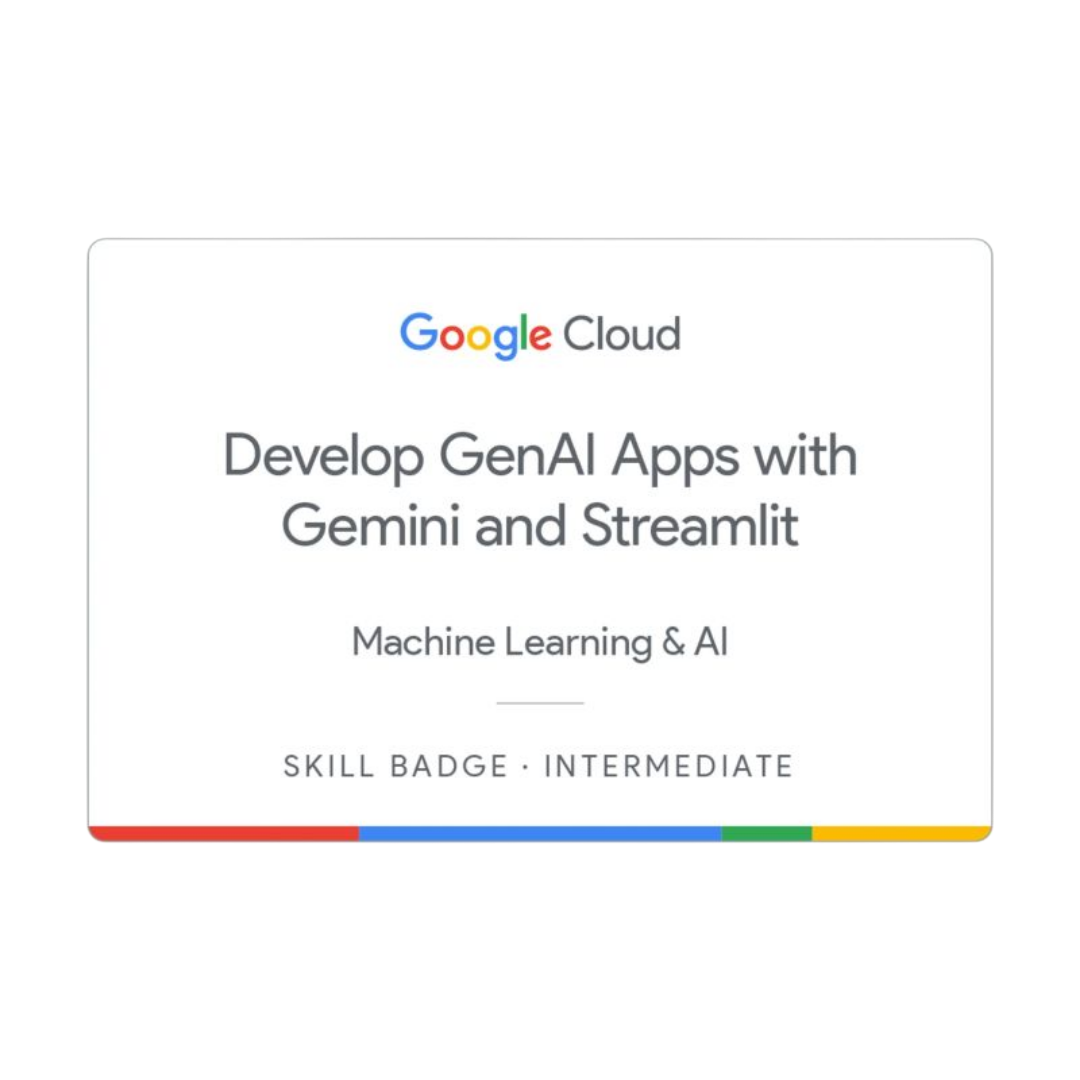 Google Cloud
Develop GenAI Apps with
Gemini and Streamlit
Machine Learning & AI
SKILL BADGE · INTERMEDIATE